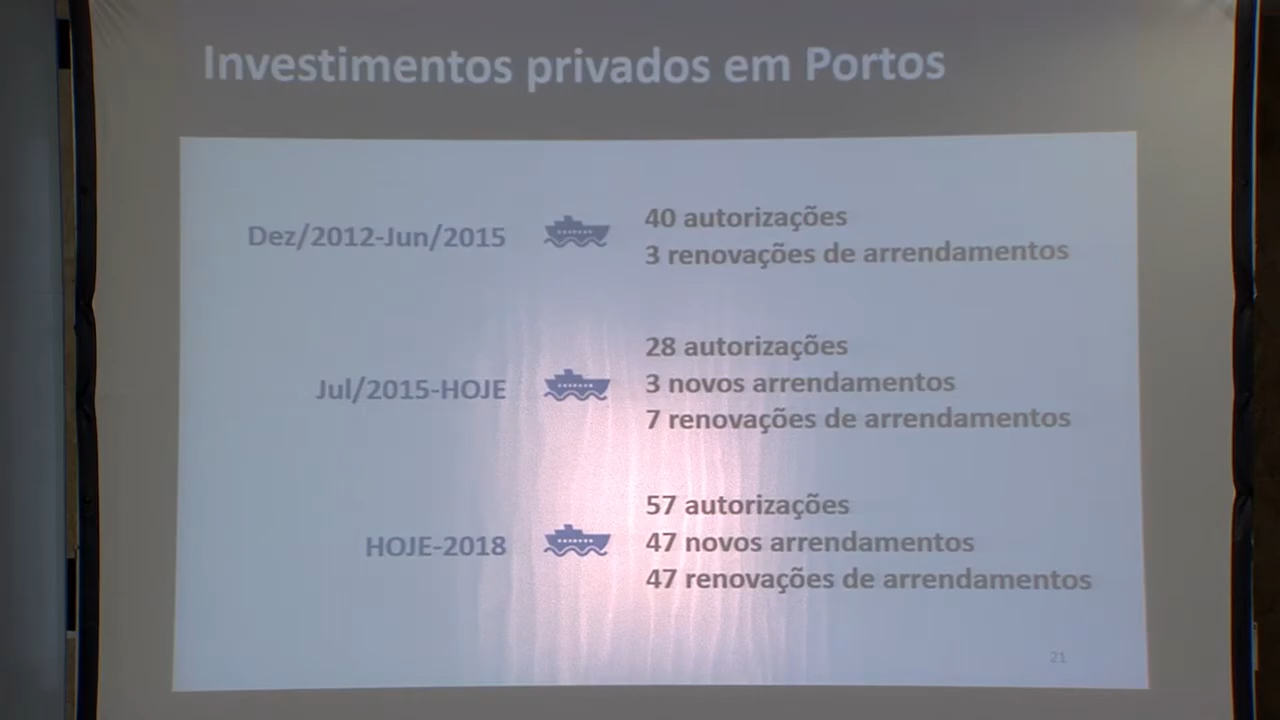 Investimentos privados em Portos
Dez/2012-Jun/2015
40 autorizações
3 renovações de arrendamentos
Jul/2015-HOJE
28 autorizações
3 novos arrendamentos
7 renovações de arrendamentos
HOJE-2018
57 autorizações
47 novos arrendamentos
47 renovações de arrendamentos
21